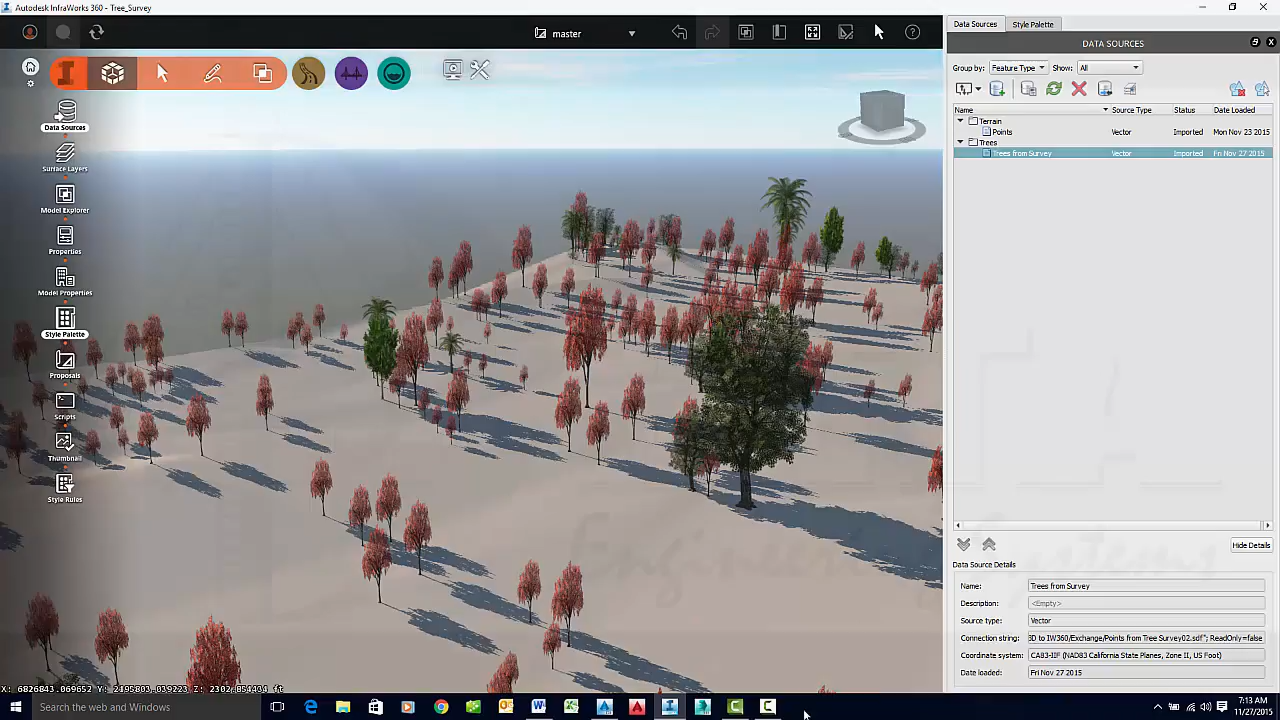 Autodesk InfraWorks 360 - Tree_Survey
master
Data Sources
Surface Layers
Model Explorer
Properties
Model Properties
Style Palette
Proposals
Scripts
Thumbnail
Style Rules
Data Sources Style Palette
DATA SOURCES
Group by: Feature Type Show: All
Name Source Type Status Date Loaded
Terrain
Points Vector Imported Mon Nov 23 2015
Trees
Trees from Survey Vector Imported Fri Nov 27 2015
Hide Details
Data Source Details
Name: Trees from Survey
Description: <Empty>
Source type: Vector
Connection string: 3D to IW360/Exchange/Points from Tree Survey02.sdf"; ReadOnly=false
Coordinate system: CA83-IIF (NAD83 California State Planes, Zone II, US Foot)
Date loaded: Fri Nov 27 2015
Engineering Systems
Search the web and Windows
7:13 AM
11/27/2015